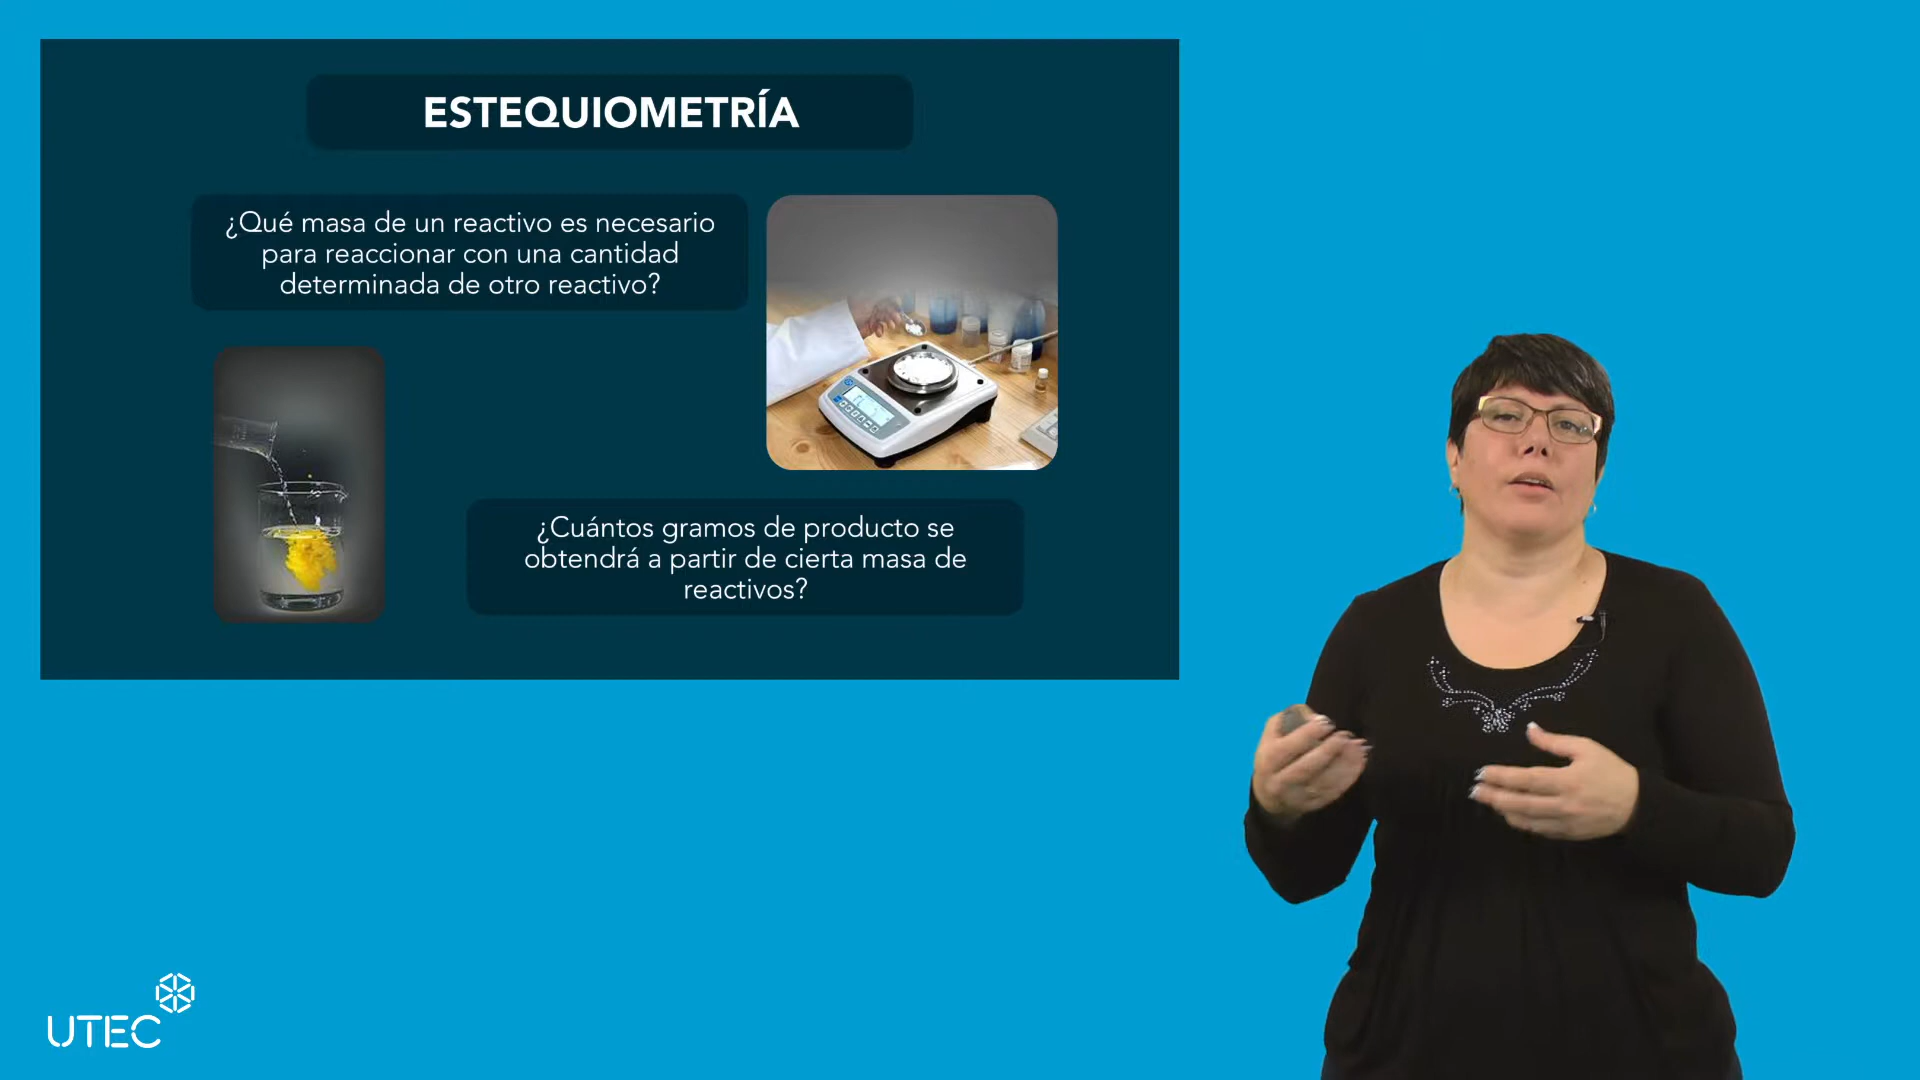 ESTEQUIOMETRÍA
¿Qué masa de un reactivo es necesario
para reaccionar con una cantidad
determinada de otro reactivo?
¿Cuántos gramos de producto se
obtendrá a partir de cierta masa de
reactivos?
UTEC